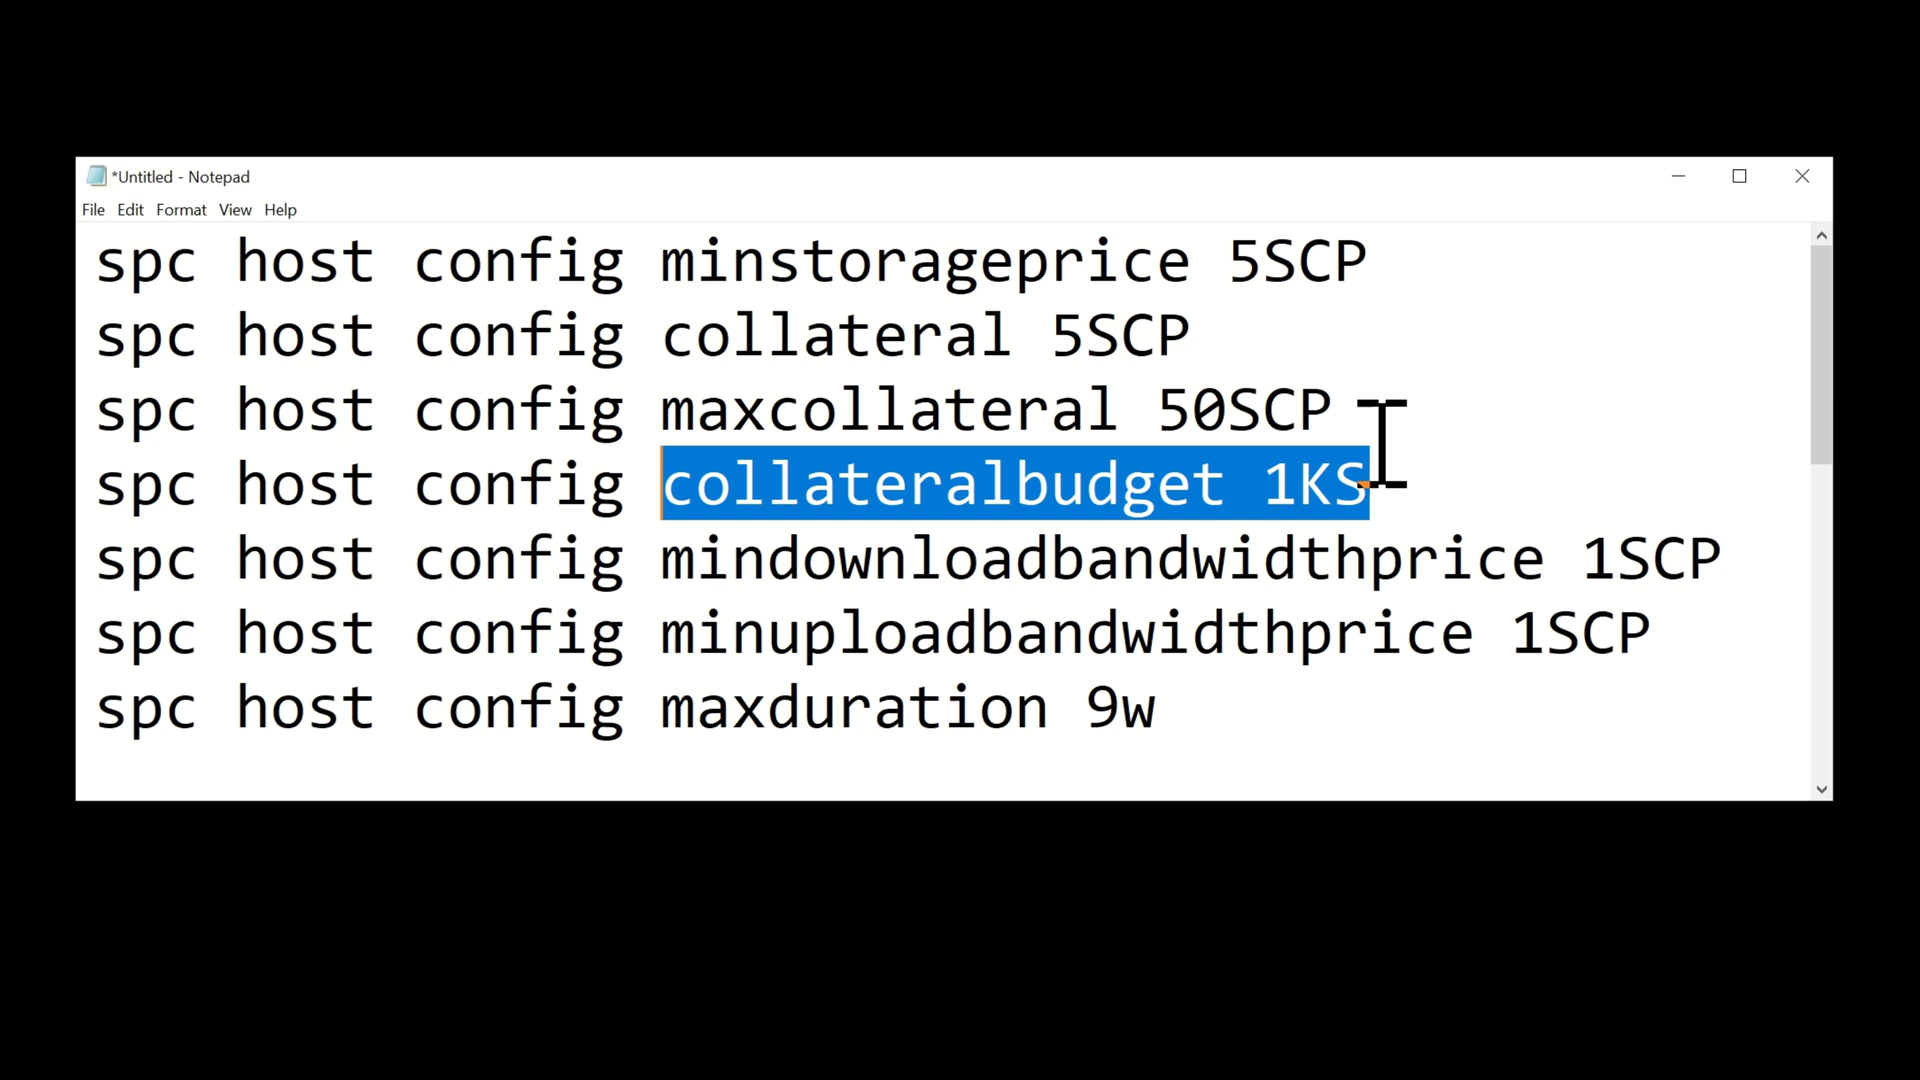 *Untitled - Notepad
File Edit Format View Help
spc host config minstorageprice 5SCP
spc host config collateral 5SCP
spc host config maxcollateral 50SCP
spc host config collateralbudget 1KS
spc host config mindownloadbandwidthprice 1SCP
spc host config minuploadbandwidthprice 1SCP
spc host config maxduration 9w